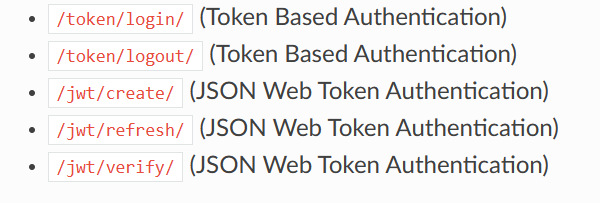 /token/login/ (Token Based Authentication)
/token/logout/ (Token Based Authentication)
/jwt/create/ (JSON Web Token Authentication)
/jwt/refresh/ (JSON Web Token Authentication)
/jwt/verify/ (JSON Web Token Authentication)